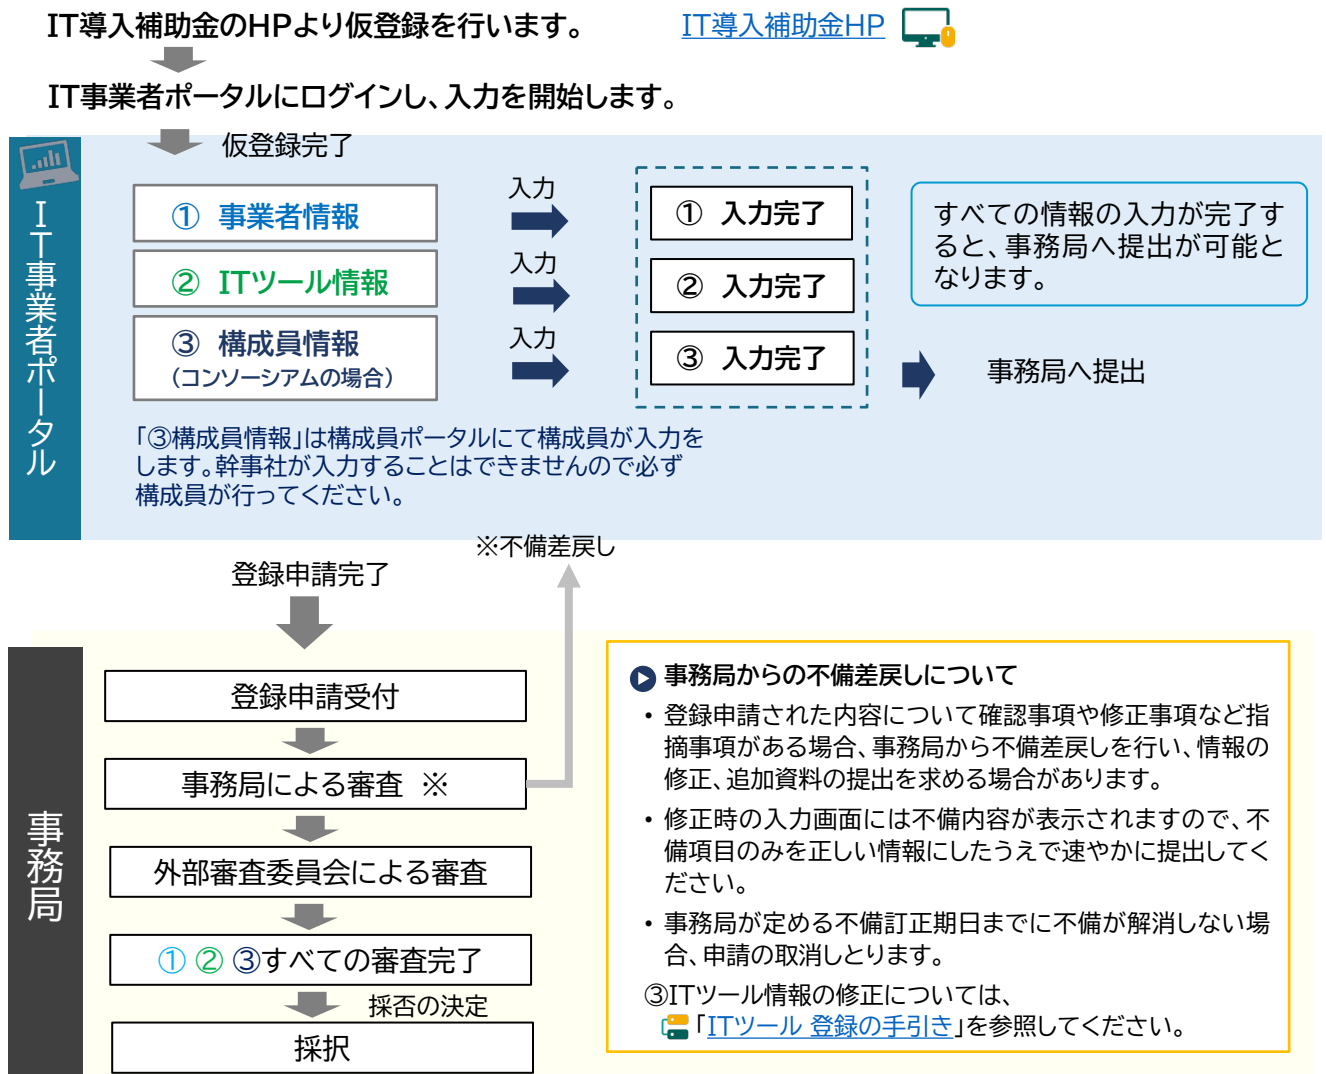 IT導入補助金のHPより仮登録を行います。
IT導入補助金HP
IT事業者ポータルにログインし、入力を開始します。
仮登録完了
IT事業者ポータル
① 事業者情報
入力
① 入力完了
② ITツール情報
入力
② 入力完了
③ 構成員情報
(コンソーシアムの場合)
入力
③ 入力完了
すべての情報の入力が完了す
ると、事務局へ提出が可能と
なります。
事務局へ提出
「③構成員情報」は構成員ポータルにて構成員が入力を
します。幹事社が入力することはできませんので必ず
構成員が行ってください。
※不備差戻し
登録申請完了
事務局
登録申請受付
事務局による審査 ※
外部審査委員会による審査
① ② ③すべての審査完了
採否の決定
採択
事務局からの不備差戻しについて
・ 登録申請された内容について確認事項や修正事項など指
摘事項がある場合、事務局から不備差戻しを行い、情報の
修正、追加資料の提出を求める場合があります。
・ 修正時の入力画面には不備内容が表示されますので、不
備項目のみを正しい情報にしたうえで速やかに提出してく
ださい。
・ 事務局が定める不備訂正期日までに不備が解消しない場
合、申請の取消しとります。
③ITツール情報の修正については、
「ITツール 登録の手引き」を参照してください。